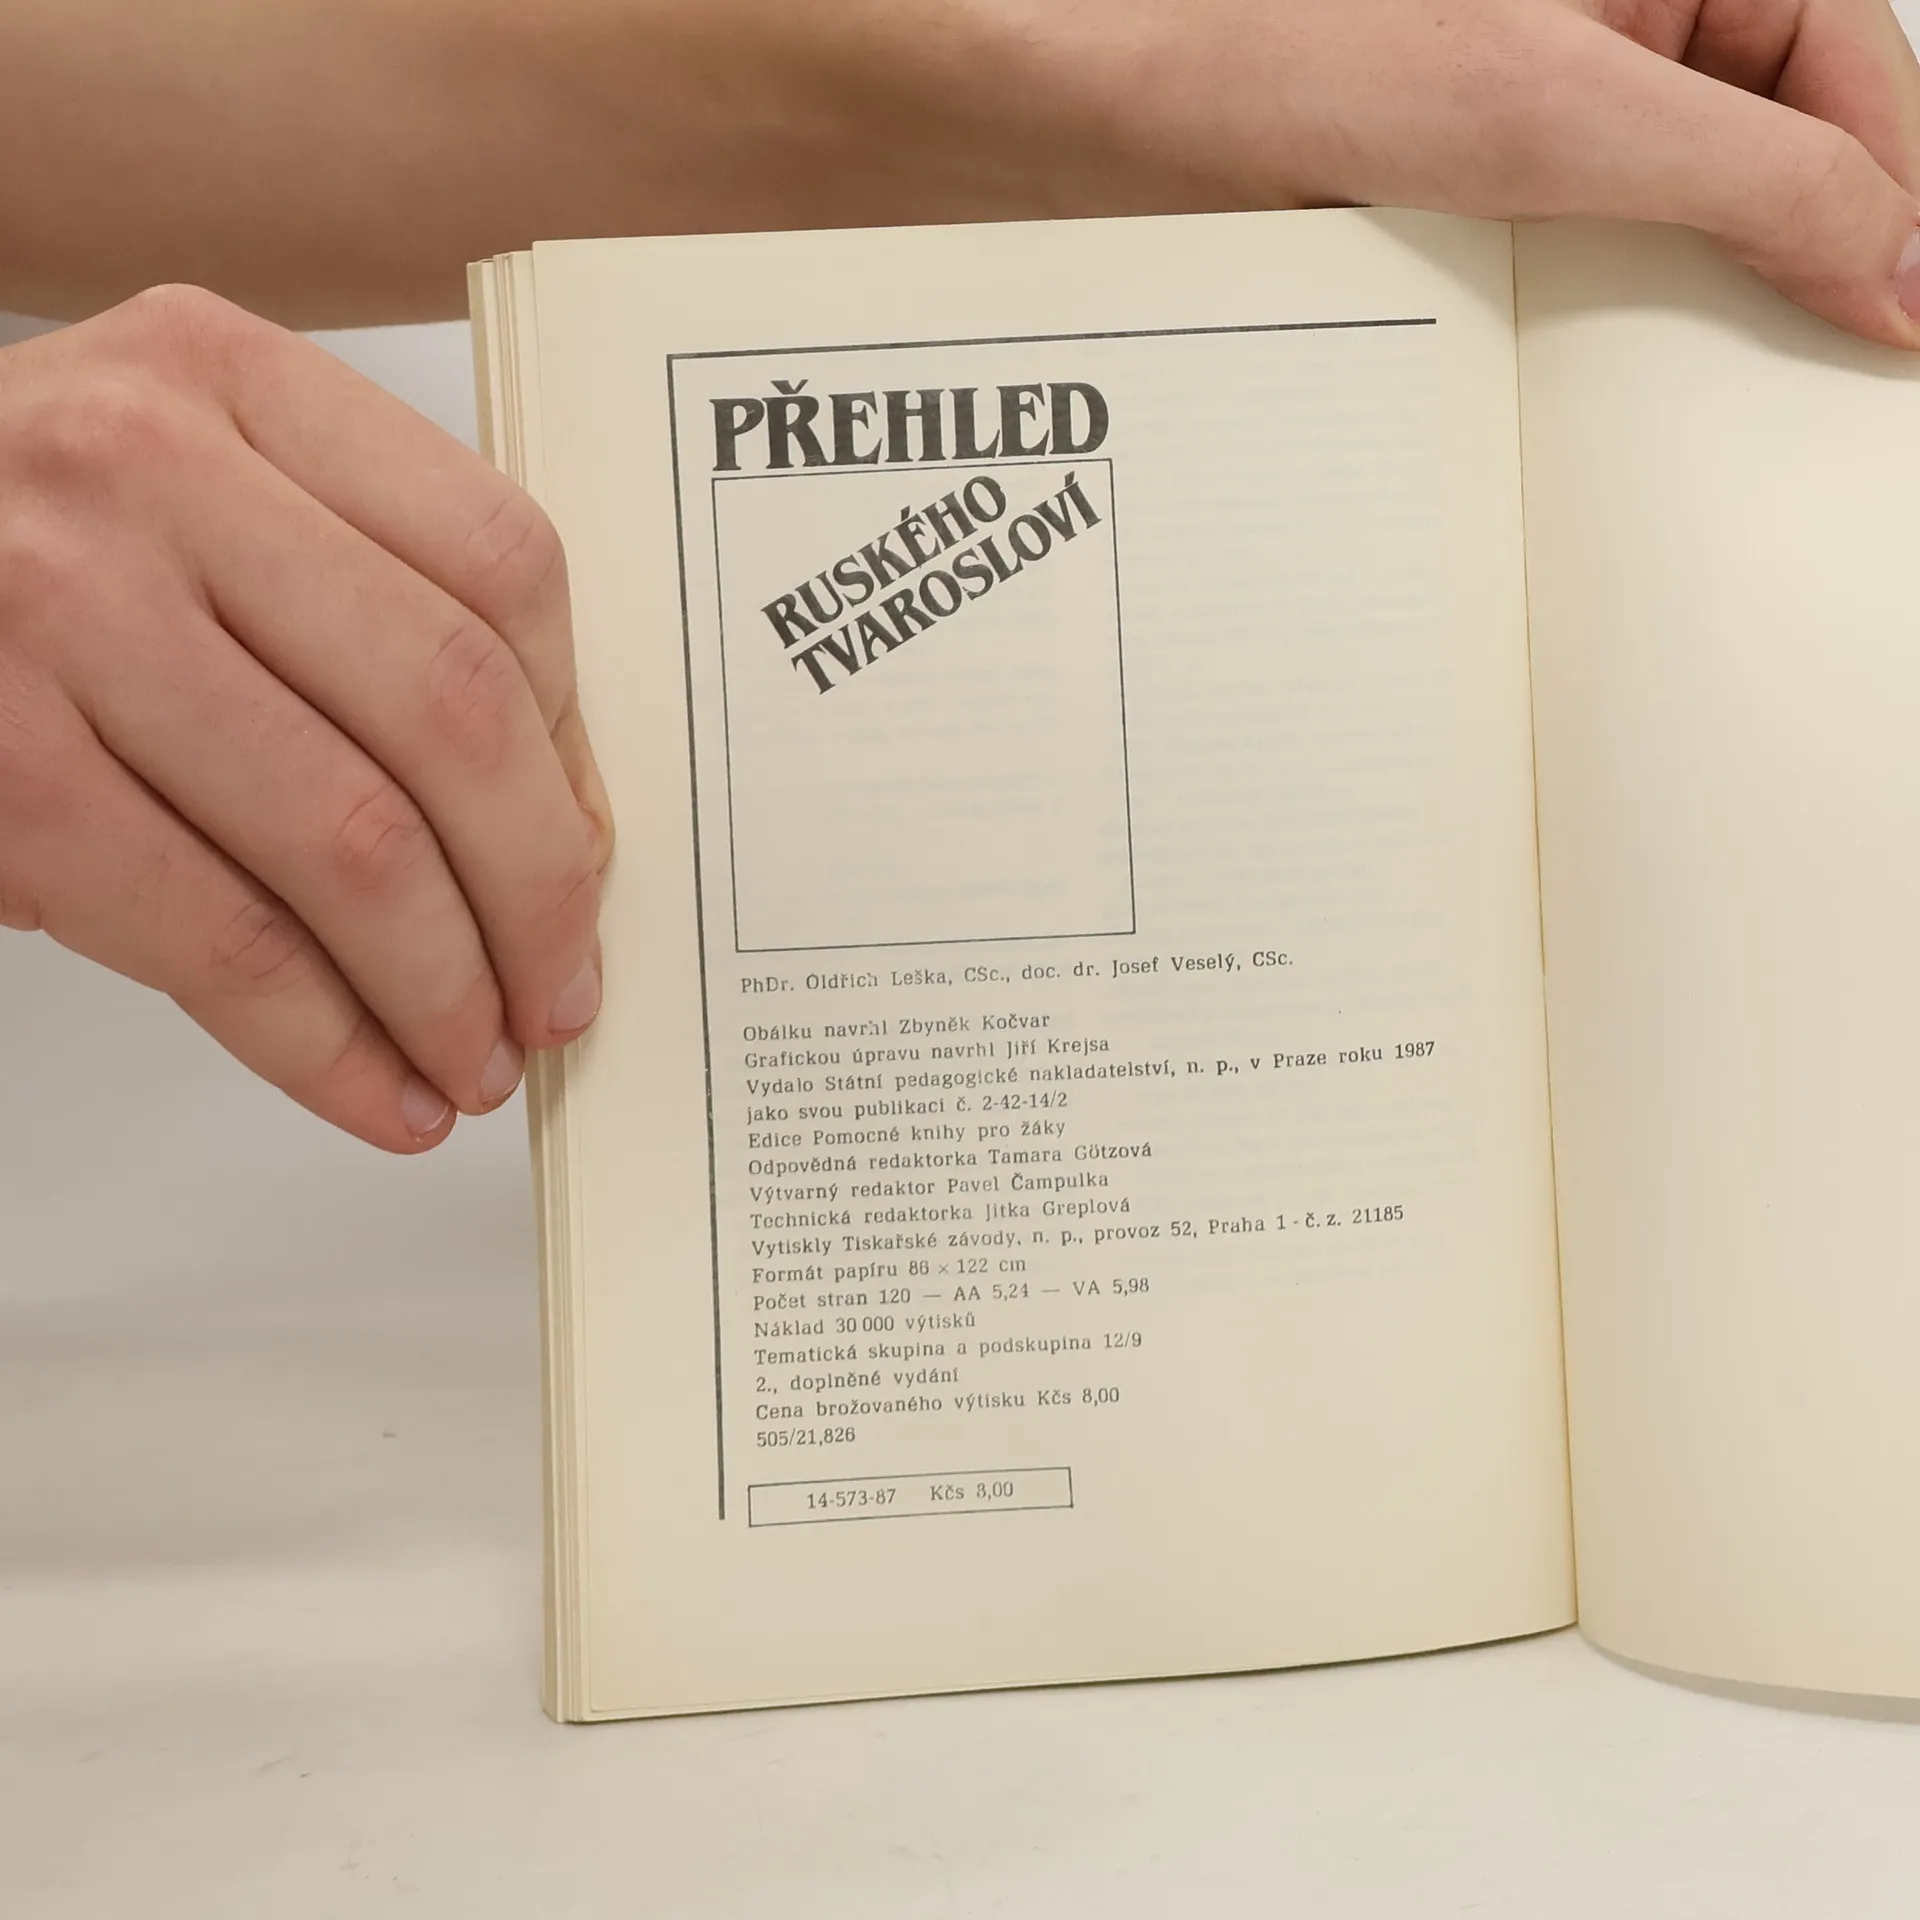 PŘEHLED
RUSKÉHO
TVAROSLOVÍ
PhDr. Oldřich Leška, CSc., doc. dr. Josef Veselý, CSc.
Obálku navrhl Zbyněk Kočvar
Grafickou úpravu navrhl Jiří Krejsa
Vydalo Státní pedagogické nakladatelství, n. p., v Praze roku 1987
jako svou publikaci č. 2-42-14/2
Edice Pomocné knihy pro žáky
Odpovědná redaktorka Tamara Götzová
Výtvarný redaktor Pavel Čampulka
Technická redaktorka Jitka Greplová
Vytiskly Tiskařské závody, n. p., provoz 52, Praha 1 - č. z. 21185
Formát papíru 86 × 122 cm
Počet stran 120 — AA 5,24 — VA 5,98
Náklad 30 000 výtisků
Tematická skupina a podskupina 12/9
2., doplněné vydání
Cena brožovaného výtisku Kčs 8,00
505/21,826
14-573-87 Kčs 8,00